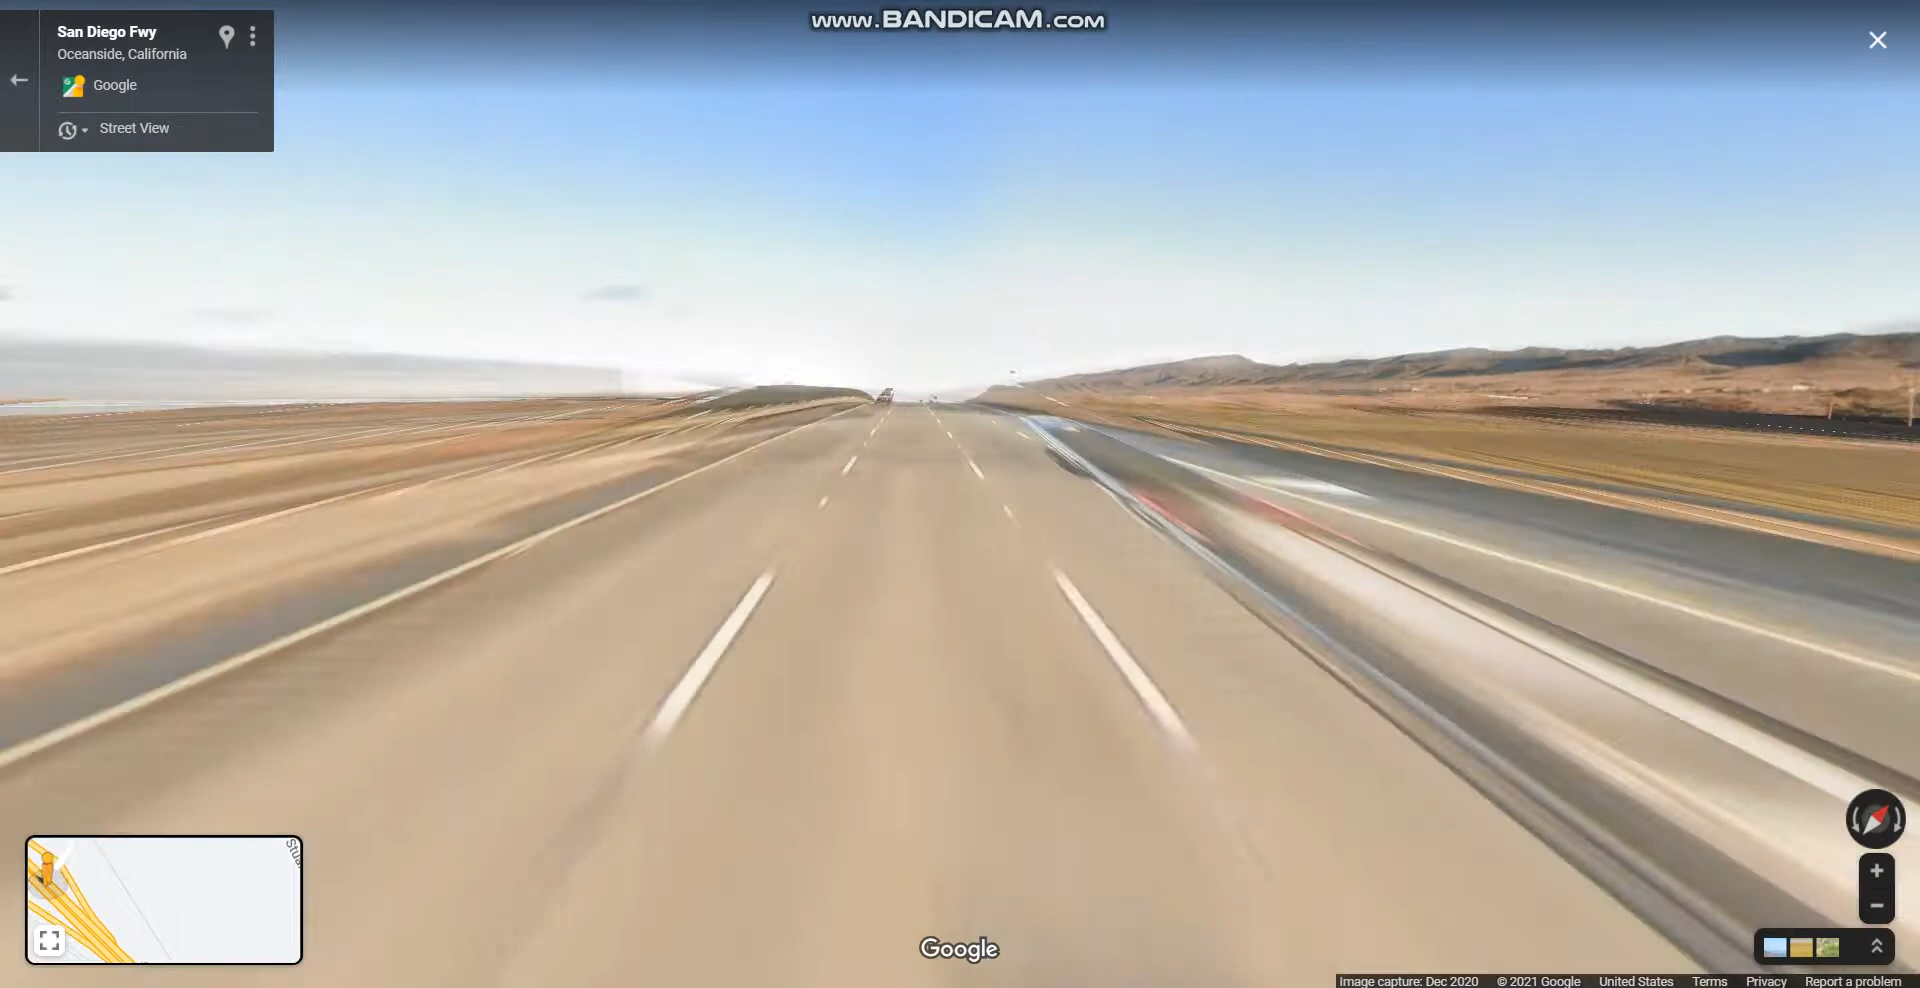 www.BANDICAM.COM
San Diego Fwy
Oceanside, California
Google
Street View
Google
Image capture: Dec 2020 © 2021 Google United States Terms Privacy Report a problem